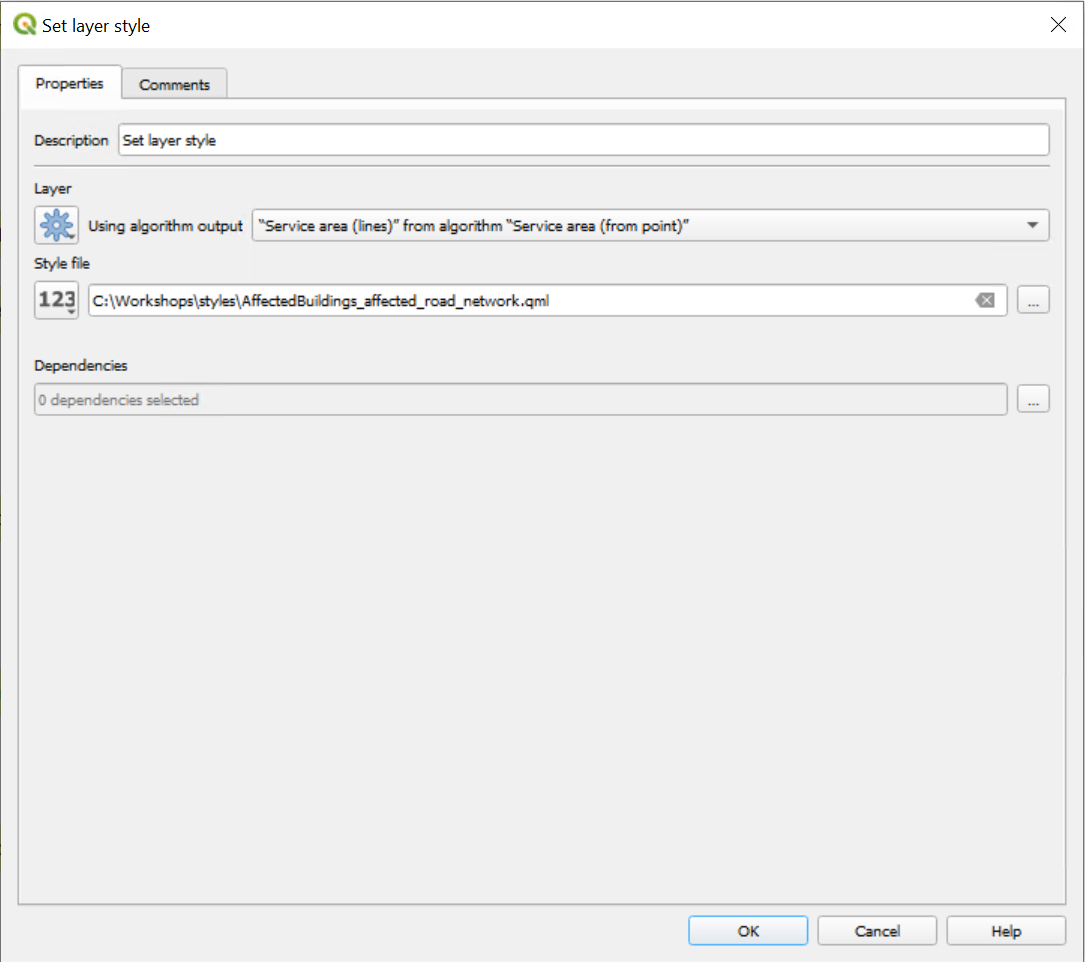 Set layer style
Properties
Comments
Description
Set layer style
Layer
Using algorithm output
“Service area (lines)” from algorithm “Service area (from point)”
Style file
123
C:\Workshops\styles\AffectedBuildings_affected_road_network.qml
...
Dependencies
0 dependencies selected
...
OK
Cancel
Help